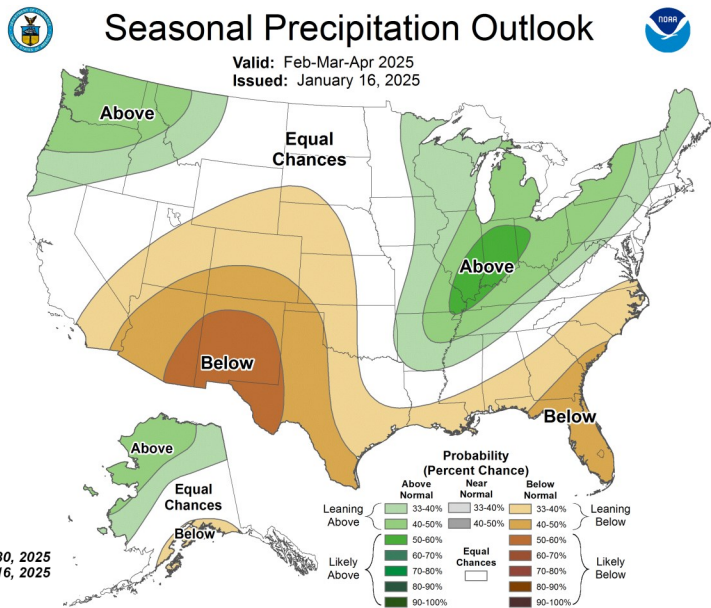 Seasonal Precipitation Outlook
NOAA
Valid: Feb-Mar-Apr 2025
Issued: January 16, 2025
Above
Equal
Chances
Above
Below
Below
Above
Equal
Chances
Below
30, 2025
16, 2025
Probability
(Percent Chance)
Above Normal
Near Normal
Below Normal
Leaning Above
33-40% 33-40% 33-40%
40-50% 40-50% 40-50%
Leaning Below
Likely Above
50-60% 50-60%
60-70% 60-70%
70-80% 70-80%
80-90% 80-90%
90-100% 90-100%
Equal Chances
Likely Below